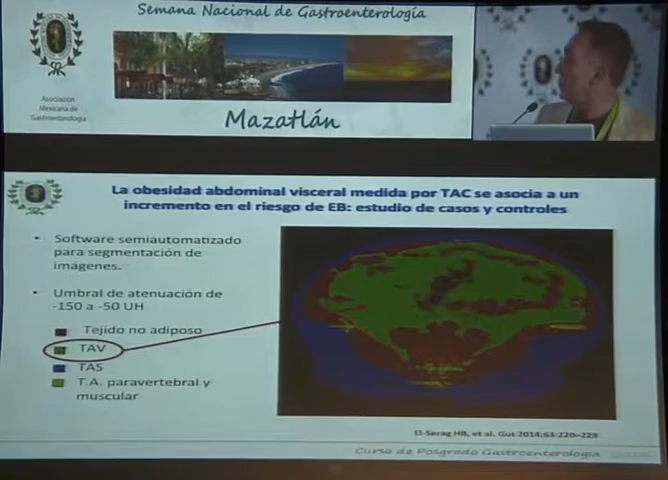 Semana Nacional de Gastroenterología
Asociación
Mexicana de
Gastroenterología
Mazatlán
La obesidad abdominal visceral medida por TAC se asocia a un
incremento en el riesgo de EB: estudio de casos y controles
• Software semiautomatizado
para segmentación de
imágenes.
• Umbral de atenuación de
-150 a -50 UH
Tejido no adiposo
TAV
TAS
T.A. paravertebral y
muscular
El-Serag HB, et al. Gut 2014;63:220-229
Curso de Posgrado Gastroenterología